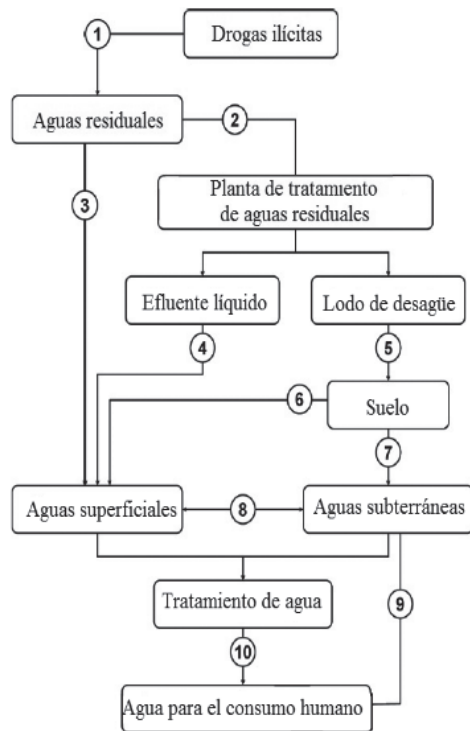 1
Drogas ilícitas
Aguas residuales
2
3
Planta de tratamiento
de aguas residuales
Efluente líquido
Lodo de desagüe
4
5
6
Suelo
7
Aguas superficiales
8
Aguas subterráneas
Tratamiento de agua
9
10
Agua para el consumo humano